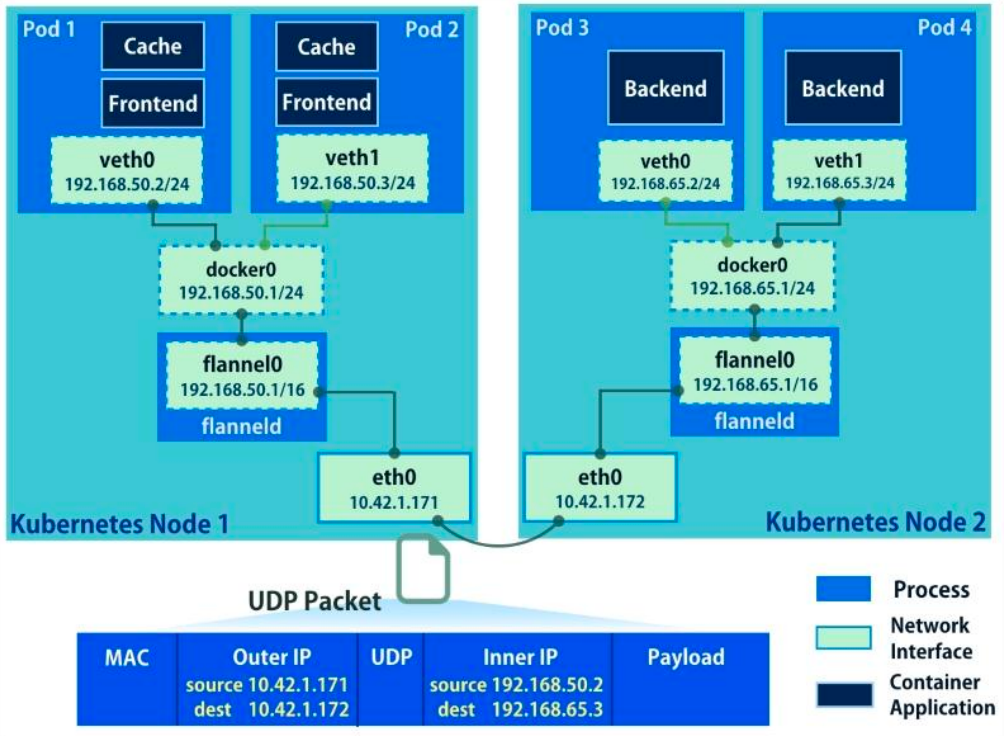 Pod 1
Cache
Frontend
veth0
192.168.50.2/24
Pod 2
Cache
Frontend
veth1
192.168.50.3/24
docker0
192.168.50.1/24
flannel0
192.168.50.1/16
flanneld
eth0
10.42.1.171
Kubernetes Node 1
Pod 3
Backend
veth0
192.168.65.2/24
Pod 4
Backend
veth1
192.168.65.3/24
docker0
192.168.65.1/24
flannel0
192.168.65.1/16
flanneld
eth0
10.42.1.172
Kubernetes Node 2
UDP Packet
MAC
Outer IP
source 10.42.1.171
dest 10.42.1.172
UDP
Inner IP
source 192.168.50.2
dest 192.168.65.3
Payload
Process
Network
Interface
Container
Application